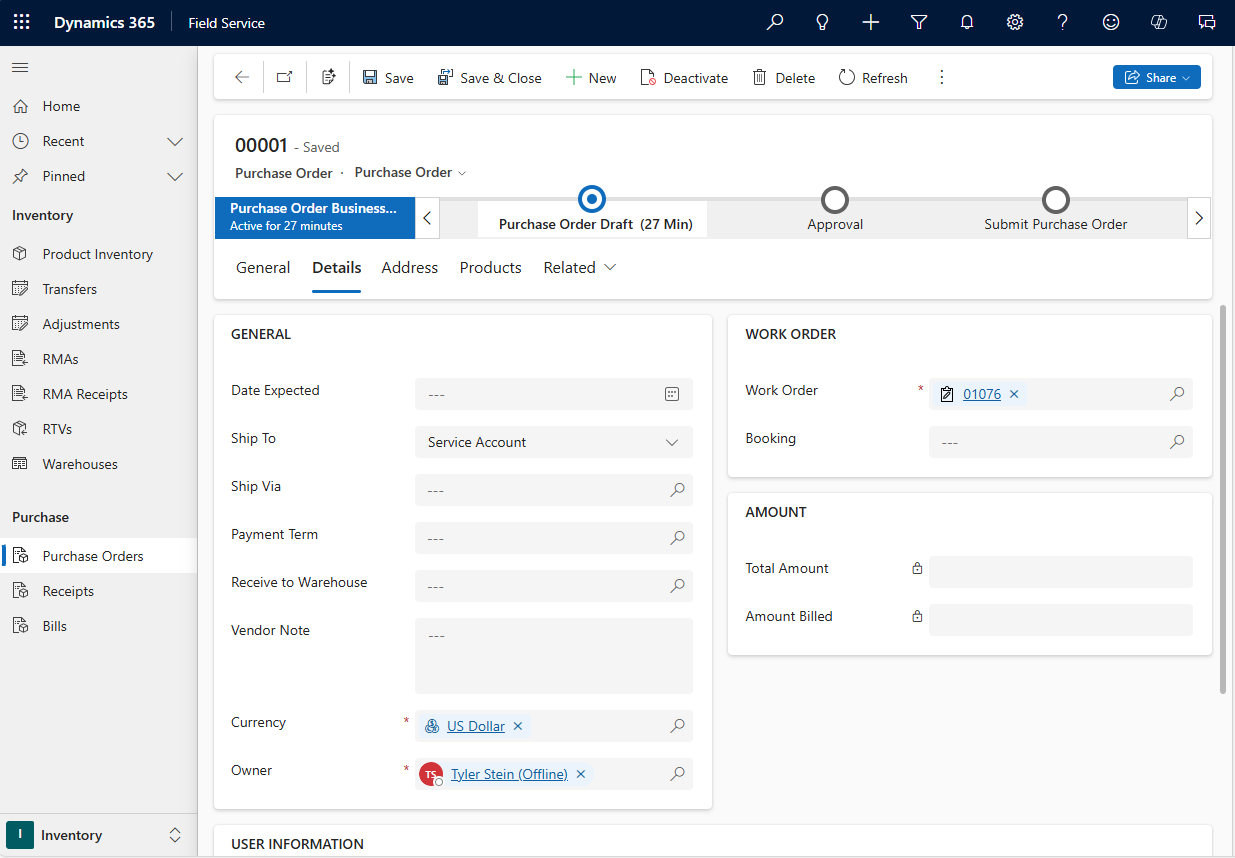 Dynamics 365
Field Service
Home
Recent
Pinned
Inventory
Product Inventory
Transfers
Adjustments
RMAs
RMA Receipts
RTVs
Warehouses
Purchase
Purchase Orders
Receipts
Bills
I Inventory
Save
Save & Close
New
Deactivate
Delete
Refresh
Share
00001 - Saved
Purchase Order · Purchase Order
Purchase Order Business...
Active for 27 minutes
Purchase Order Draft (27 Min)
Approval
Submit Purchase Order
General
Details
Address
Products
Related
GENERAL
Date Expected ---
Ship To Service Account
Ship Via ---
Payment Term ---
Receive to Warehouse ---
Vendor Note ---
Currency * US Dollar
Owner * TS Tyler Stein (Offline)
WORK ORDER
Work Order * 01076
Booking ---
AMOUNT
Total Amount
Amount Billed
USER INFORMATION